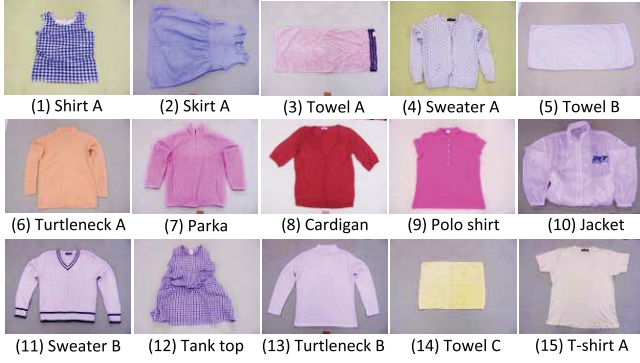 (1) Shirt A
(2) Skirt A
(3) Towel A
(4) Sweater A
(5) Towel B
(6) Turtleneck A
(7) Parka
(8) Cardigan
(9) Polo shirt
(10) Jacket
(11) Sweater B
(12) Tank top
(13) Turtleneck B
(14) Towel C
(15) T-shirt A